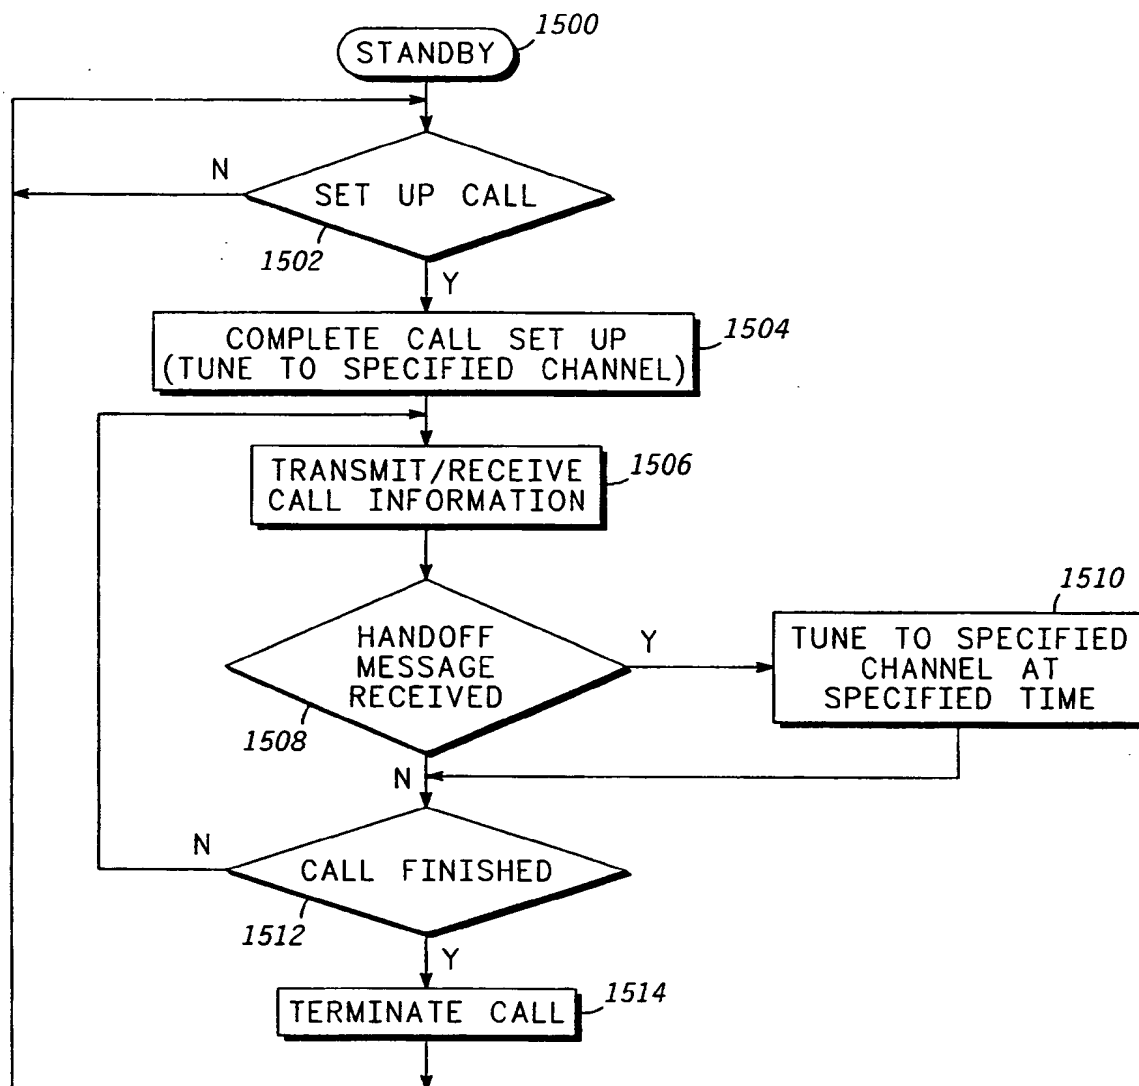 1500
STANDBY
N
SET UP CALL
1502
Y
COMPLETE CALL SET UP
(TUNE TO SPECIFIED CHANNEL)
1504
TRANSMIT/RECEIVE
CALL INFORMATION
1506
HANDOFF
MESSAGE
RECEIVED
1508
Y
1510
TUNE TO SPECIFIED
CHANNEL AT
SPECIFIED TIME
N
N
CALL FINISHED
1512
Y
TERMINATE CALL
1514